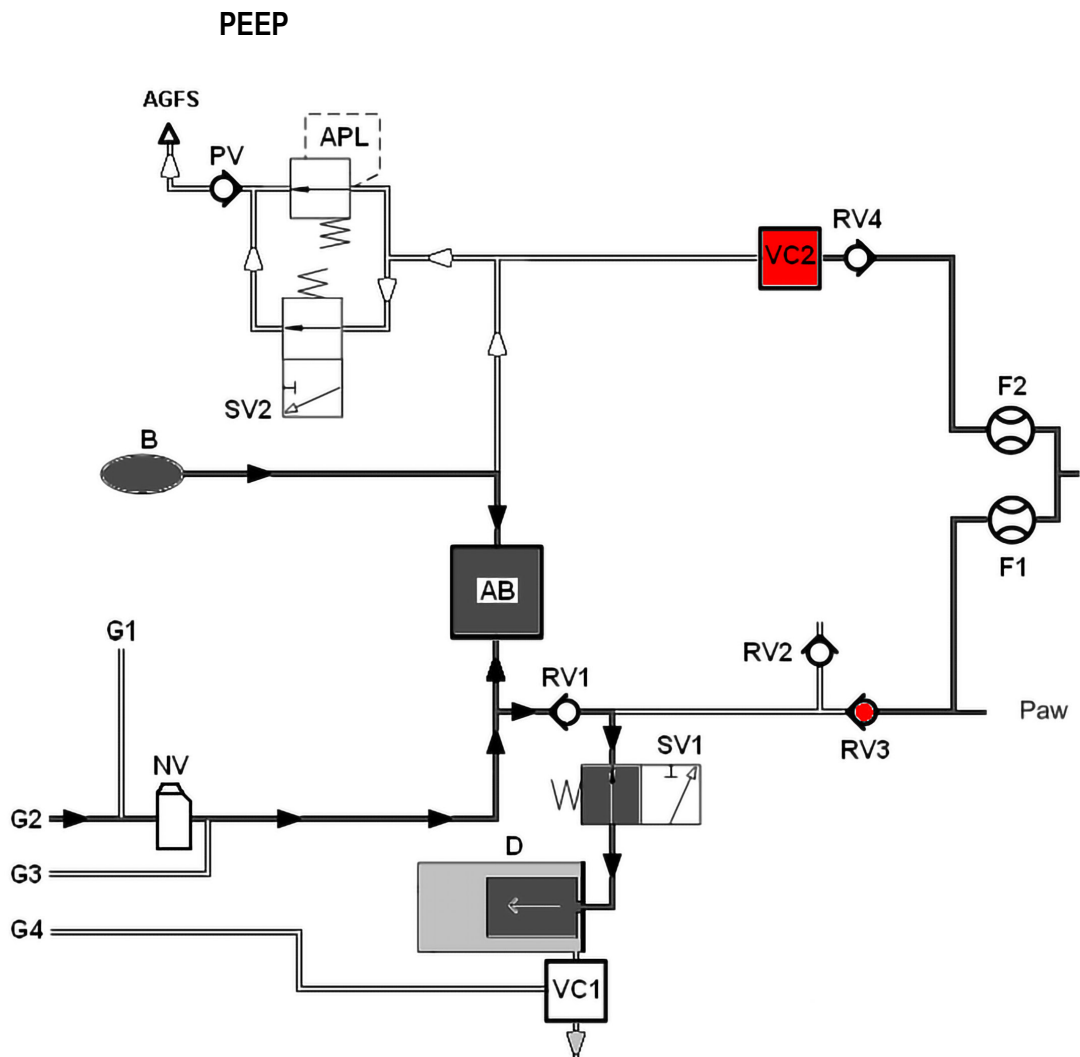 PEEP
AGFS
PV
APL
RV4
VC2
SV2
F2
B
F1
AB
G1
RV1
RV2
Paw
RV3
SV1
NV
G2
D
G3
G4
VC1